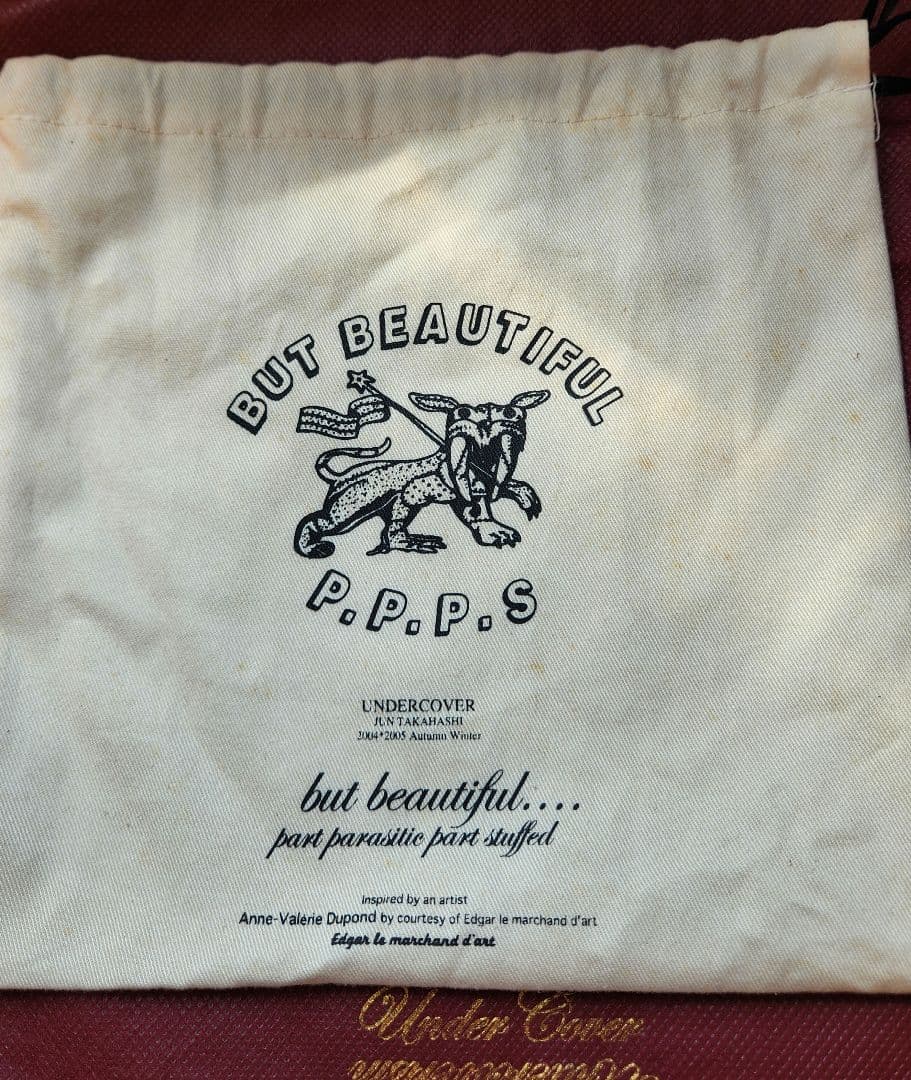 BUT BEAUTIFUL
P.P.P.S
UNDERCOVER
JUN TAKAHASHI
2004*2005 Autumn Winter
but beautiful....
part parasitic part stuffed
Inspired by an artist
Anne-Valérie Dupond by courtesy of Edgar le marchand d'art
Edgar le marchand d'art
Under Cover